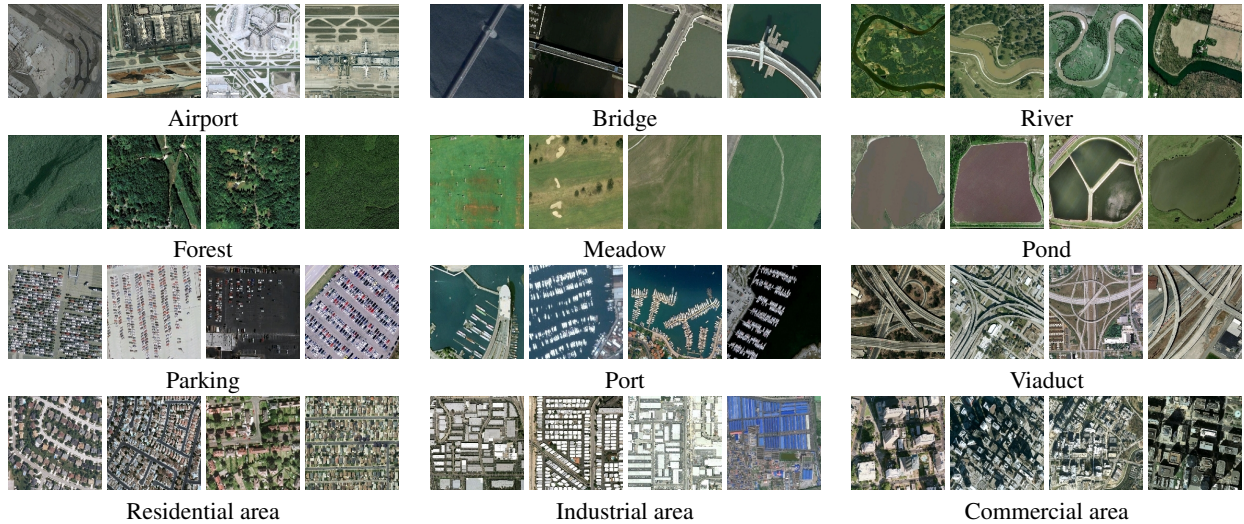 Airport Bridge River
Forest Meadow Pond
Parking Port Viaduct
Residential area Industrial area Commercial area